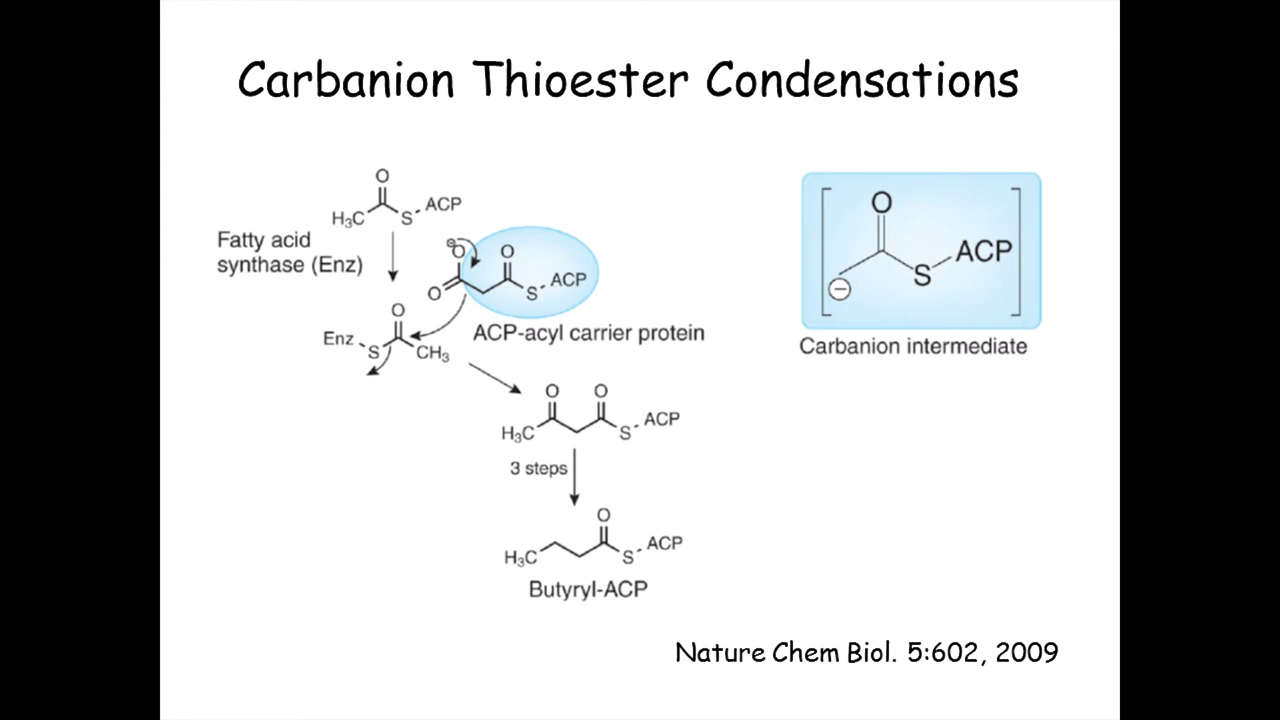 Carbanion Thioester Condensations
O
H₃C S ACP
Fatty acid
synthase (Enz)
⊖O O
O S ACP
ACP-acyl carrier protein
O
Enz S CH₃
O O
H₃C S ACP
3 steps
O
H₃C S ACP
Butyryl-ACP
O
ACP
S
⊖
Carbanion intermediate
Nature Chem Biol. 5:602, 2009